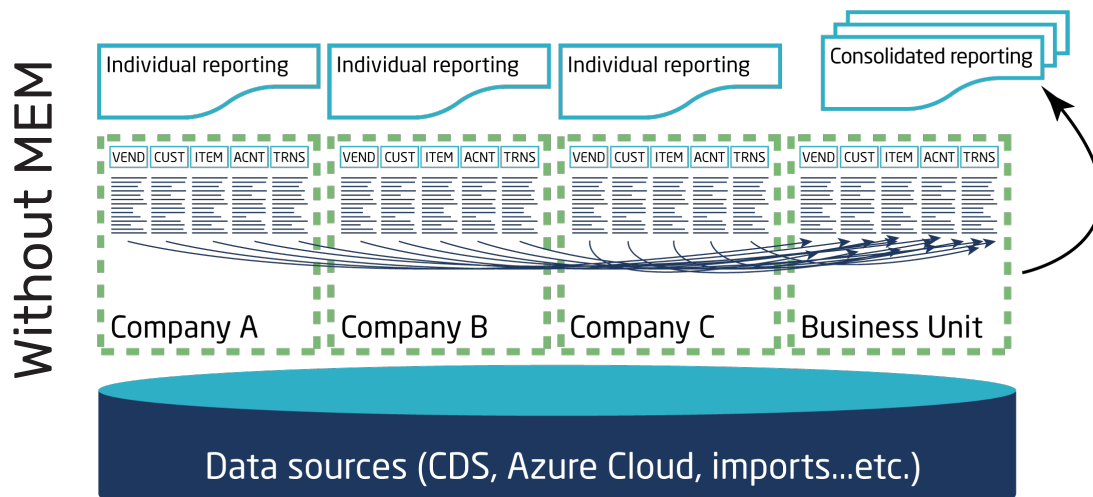 Without MEM
Individual reporting
Individual reporting
Individual reporting
Consolidated reporting
VEND CUST ITEM ACNT TRNS
VEND CUST ITEM ACNT TRNS
VEND CUST ITEM ACNT TRNS
VEND CUST ITEM ACNT TRNS
Company A
Company B
Company C
Business Unit
Data sources (CDS, Azure Cloud, imports...etc.)